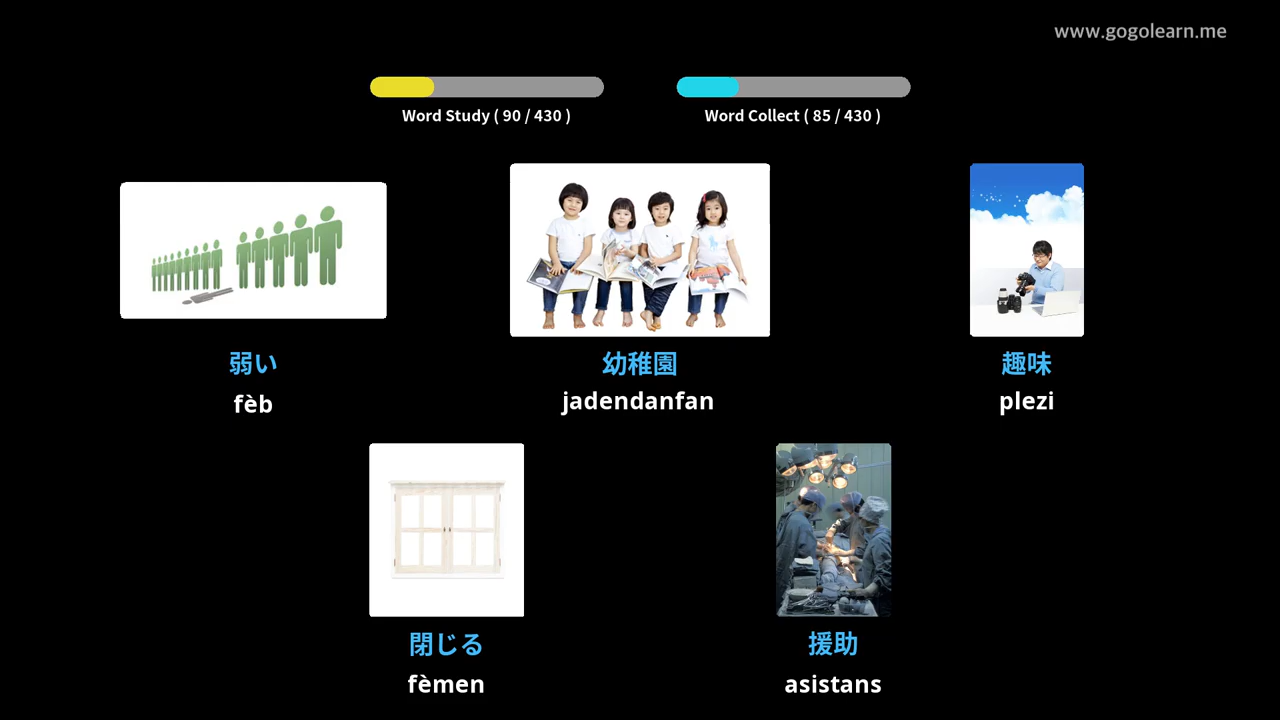 www.gogolearn.me
Word Study ( 90 / 430 )
Word Collect ( 85 / 430 )
弱い
fèb
幼稚園
jadendanfan
趣味
plezi
閉じる
fèmen
援助
asistans